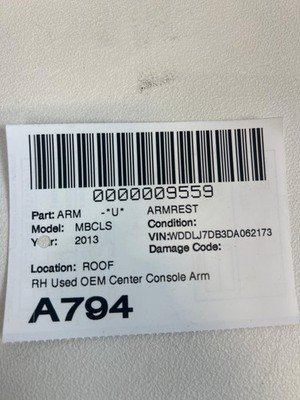 0000009559
Part: ARM -*U* ARMREST
Model: MBCLS Condition:
Year: 2013 VIN:WDDLJ7DB3DA062173
Damage Code:
Location: ROOF
RH Used OEM Center Console Arm
A794